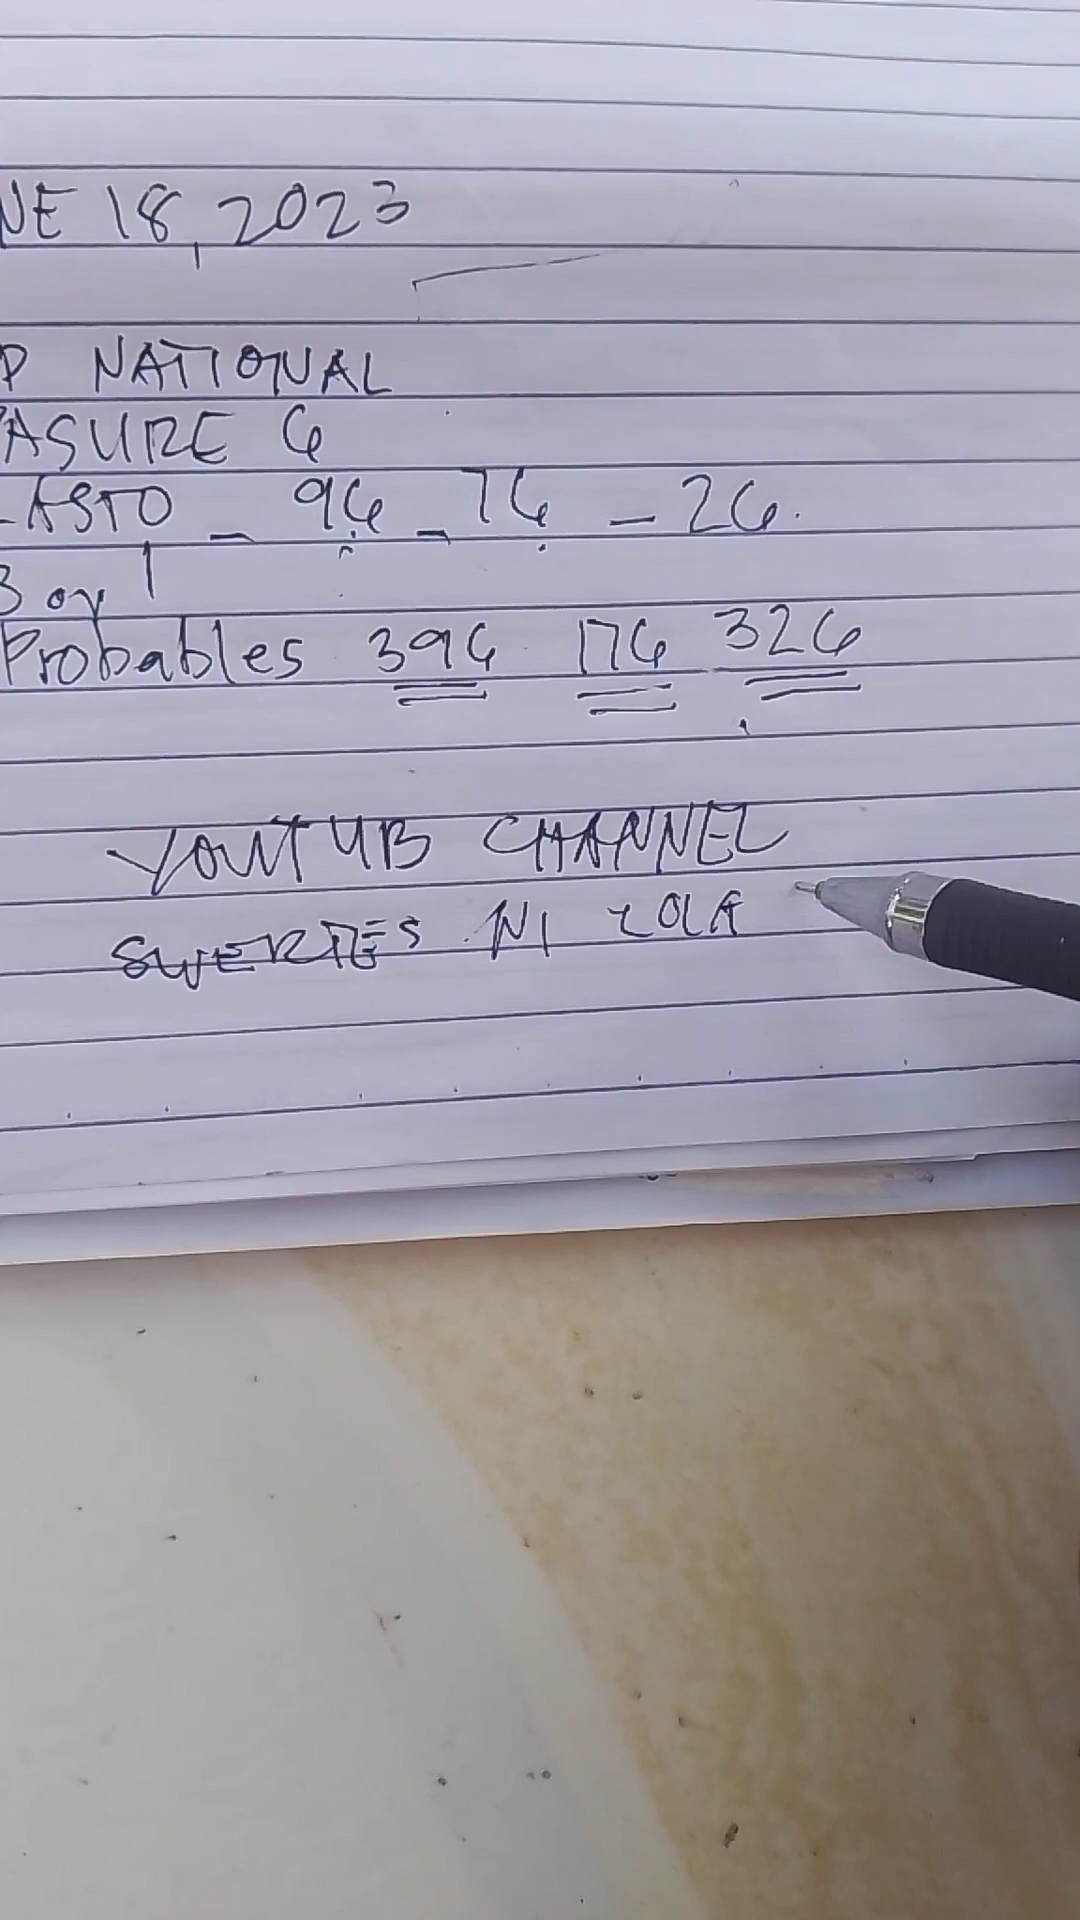 NE 18, 2023
P NATIONAL
ASURE 6
LASTO - 96 - 76 - 26.
3 or 1
Probables 396 176 326
YOUTUB CHANNEL
SWERTES NI LOLA